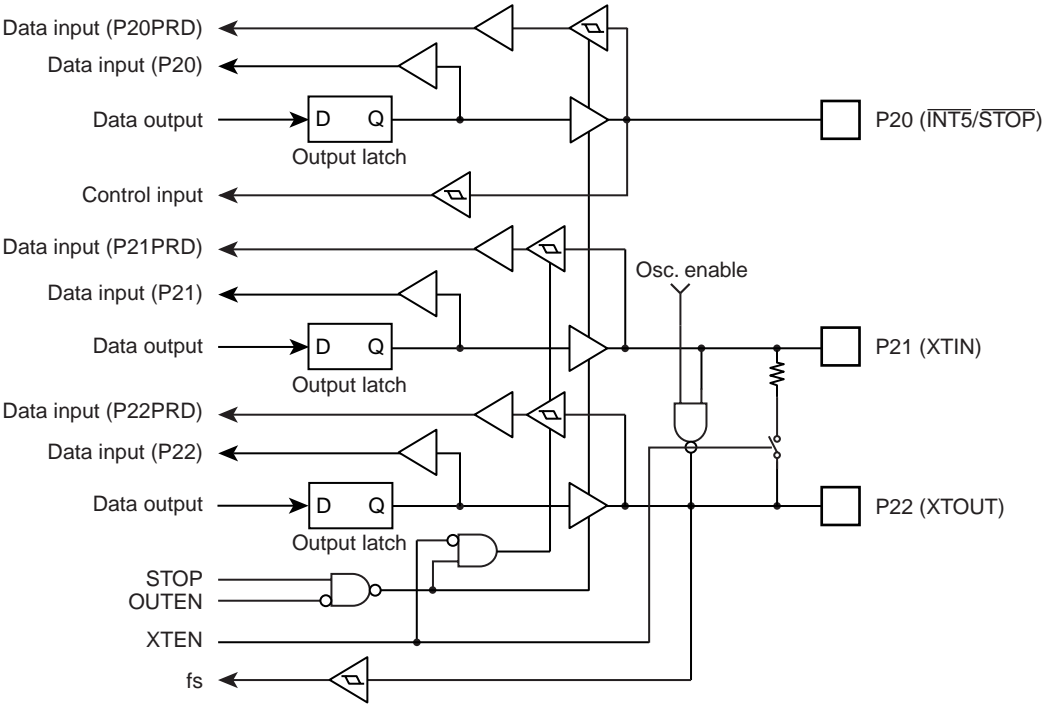 Data input (P20PRD)
Data input (P20)
Data output
D Q
Output latch
P20 (I̅N̅T̅5̅/S̅T̅O̅P̅)
Control input
Data input (P21PRD)
Osc. enable
Data input (P21)
Data output
D Q
Output latch
P21 (XTIN)
Data input (P22PRD)
Data input (P22)
Data output
D Q
Output latch
P22 (XTOUT)
STOP
OUTEN
XTEN
fs